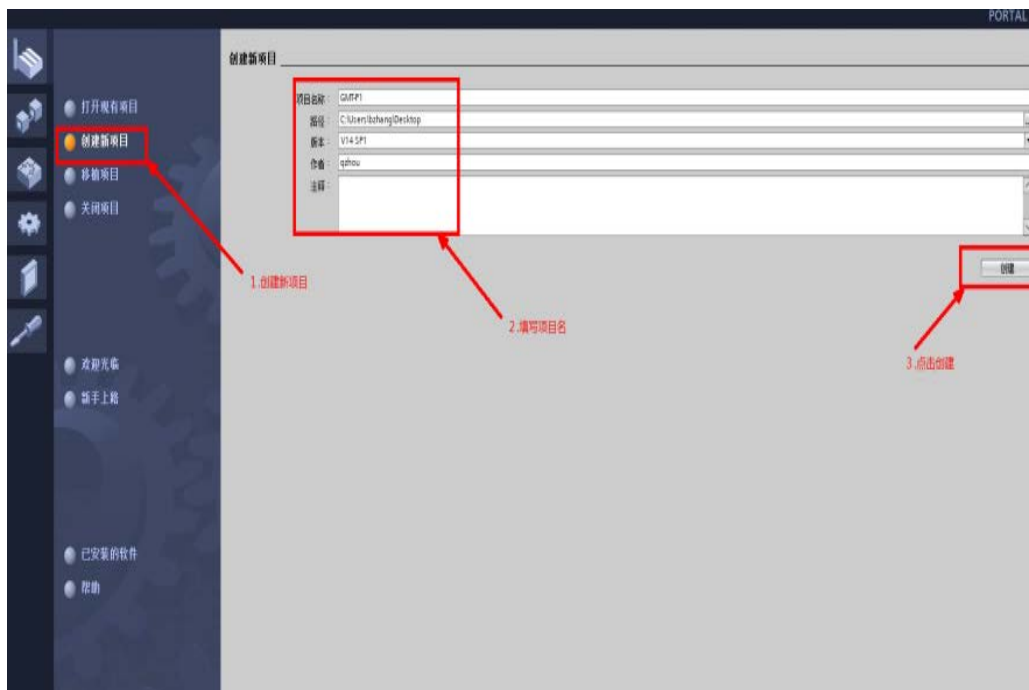 PORTAL
创建新项目
打开现有项目
创建新项目
移植项目
关闭项目
欢迎光临
新手上路
已安装的软件
帮助
项目名称：
GMT-P1
路径：
C:\Users\bzhang\Desktop
版本：
V14 SP1
作者：
qzhou
注释：
创建
1.创建新项目
2.填写项目名
3.点击创建